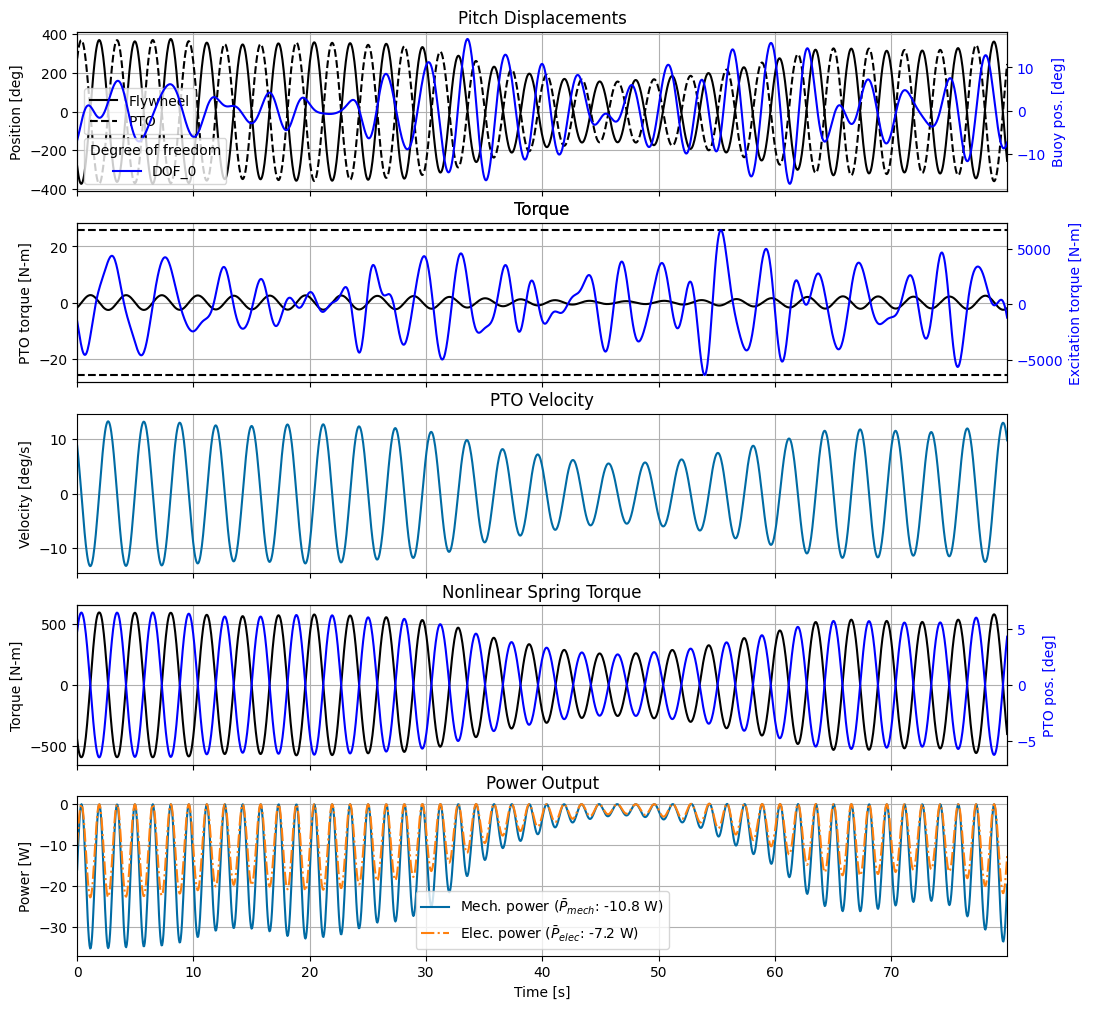 Pitch Displacements
Position [deg]
400
200
0
−200
−400
Flywheel
PTO
Degree of freedom
DOF_0
10
0
−10
Buoy pos. [deg]
Torque
PTO torque [N-m]
20
0
−20
5000
0
−5000
Excitation torque [N-m]
PTO Velocity
Velocity [deg/s]
10
0
−10
Nonlinear Spring Torque
Torque [N-m]
500
0
−500
5
0
−5
PTO pos. [deg]
Power Output
Power [W]
0
−10
−20
−30
Mech. power (P̄mech: -10.8 W)
Elec. power (P̄elec: -7.2 W)
0 10 20 30 40 50 60 70
Time [s]